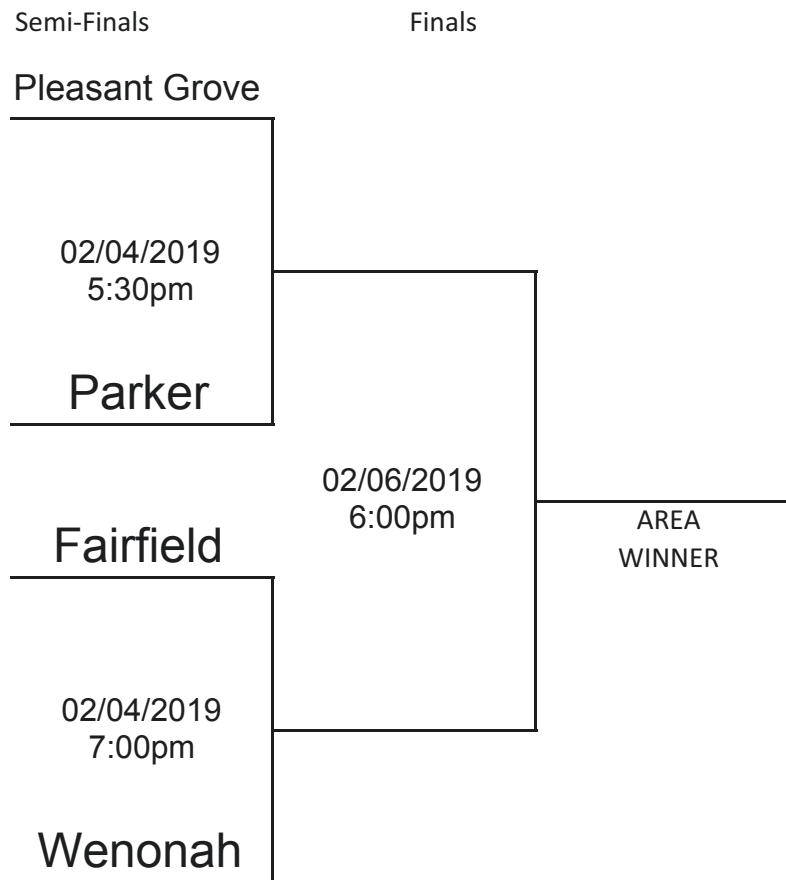 Semi-Finals
Finals
Pleasant Grove
02/04/2019
5:30pm
Parker
02/06/2019
6:00pm
AREA
WINNER
Fairfield
02/04/2019
7:00pm
Wenonah